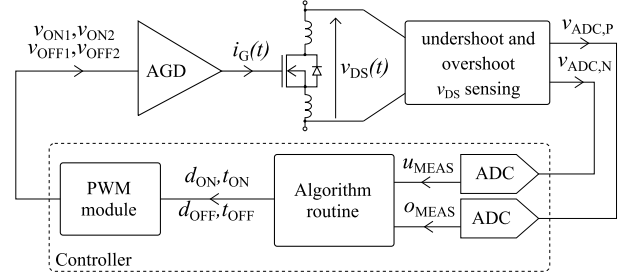 vON1,vON2
vOFF1,vOFF2
AGD
iG(t)
vDS(t)
undershoot and
overshoot
vDS sensing
vADC,P
vADC,N
PWM
module
dON,tON
dOFF,tOFF
Algorithm
routine
uMEAS
oMEAS
ADC
ADC
Controller